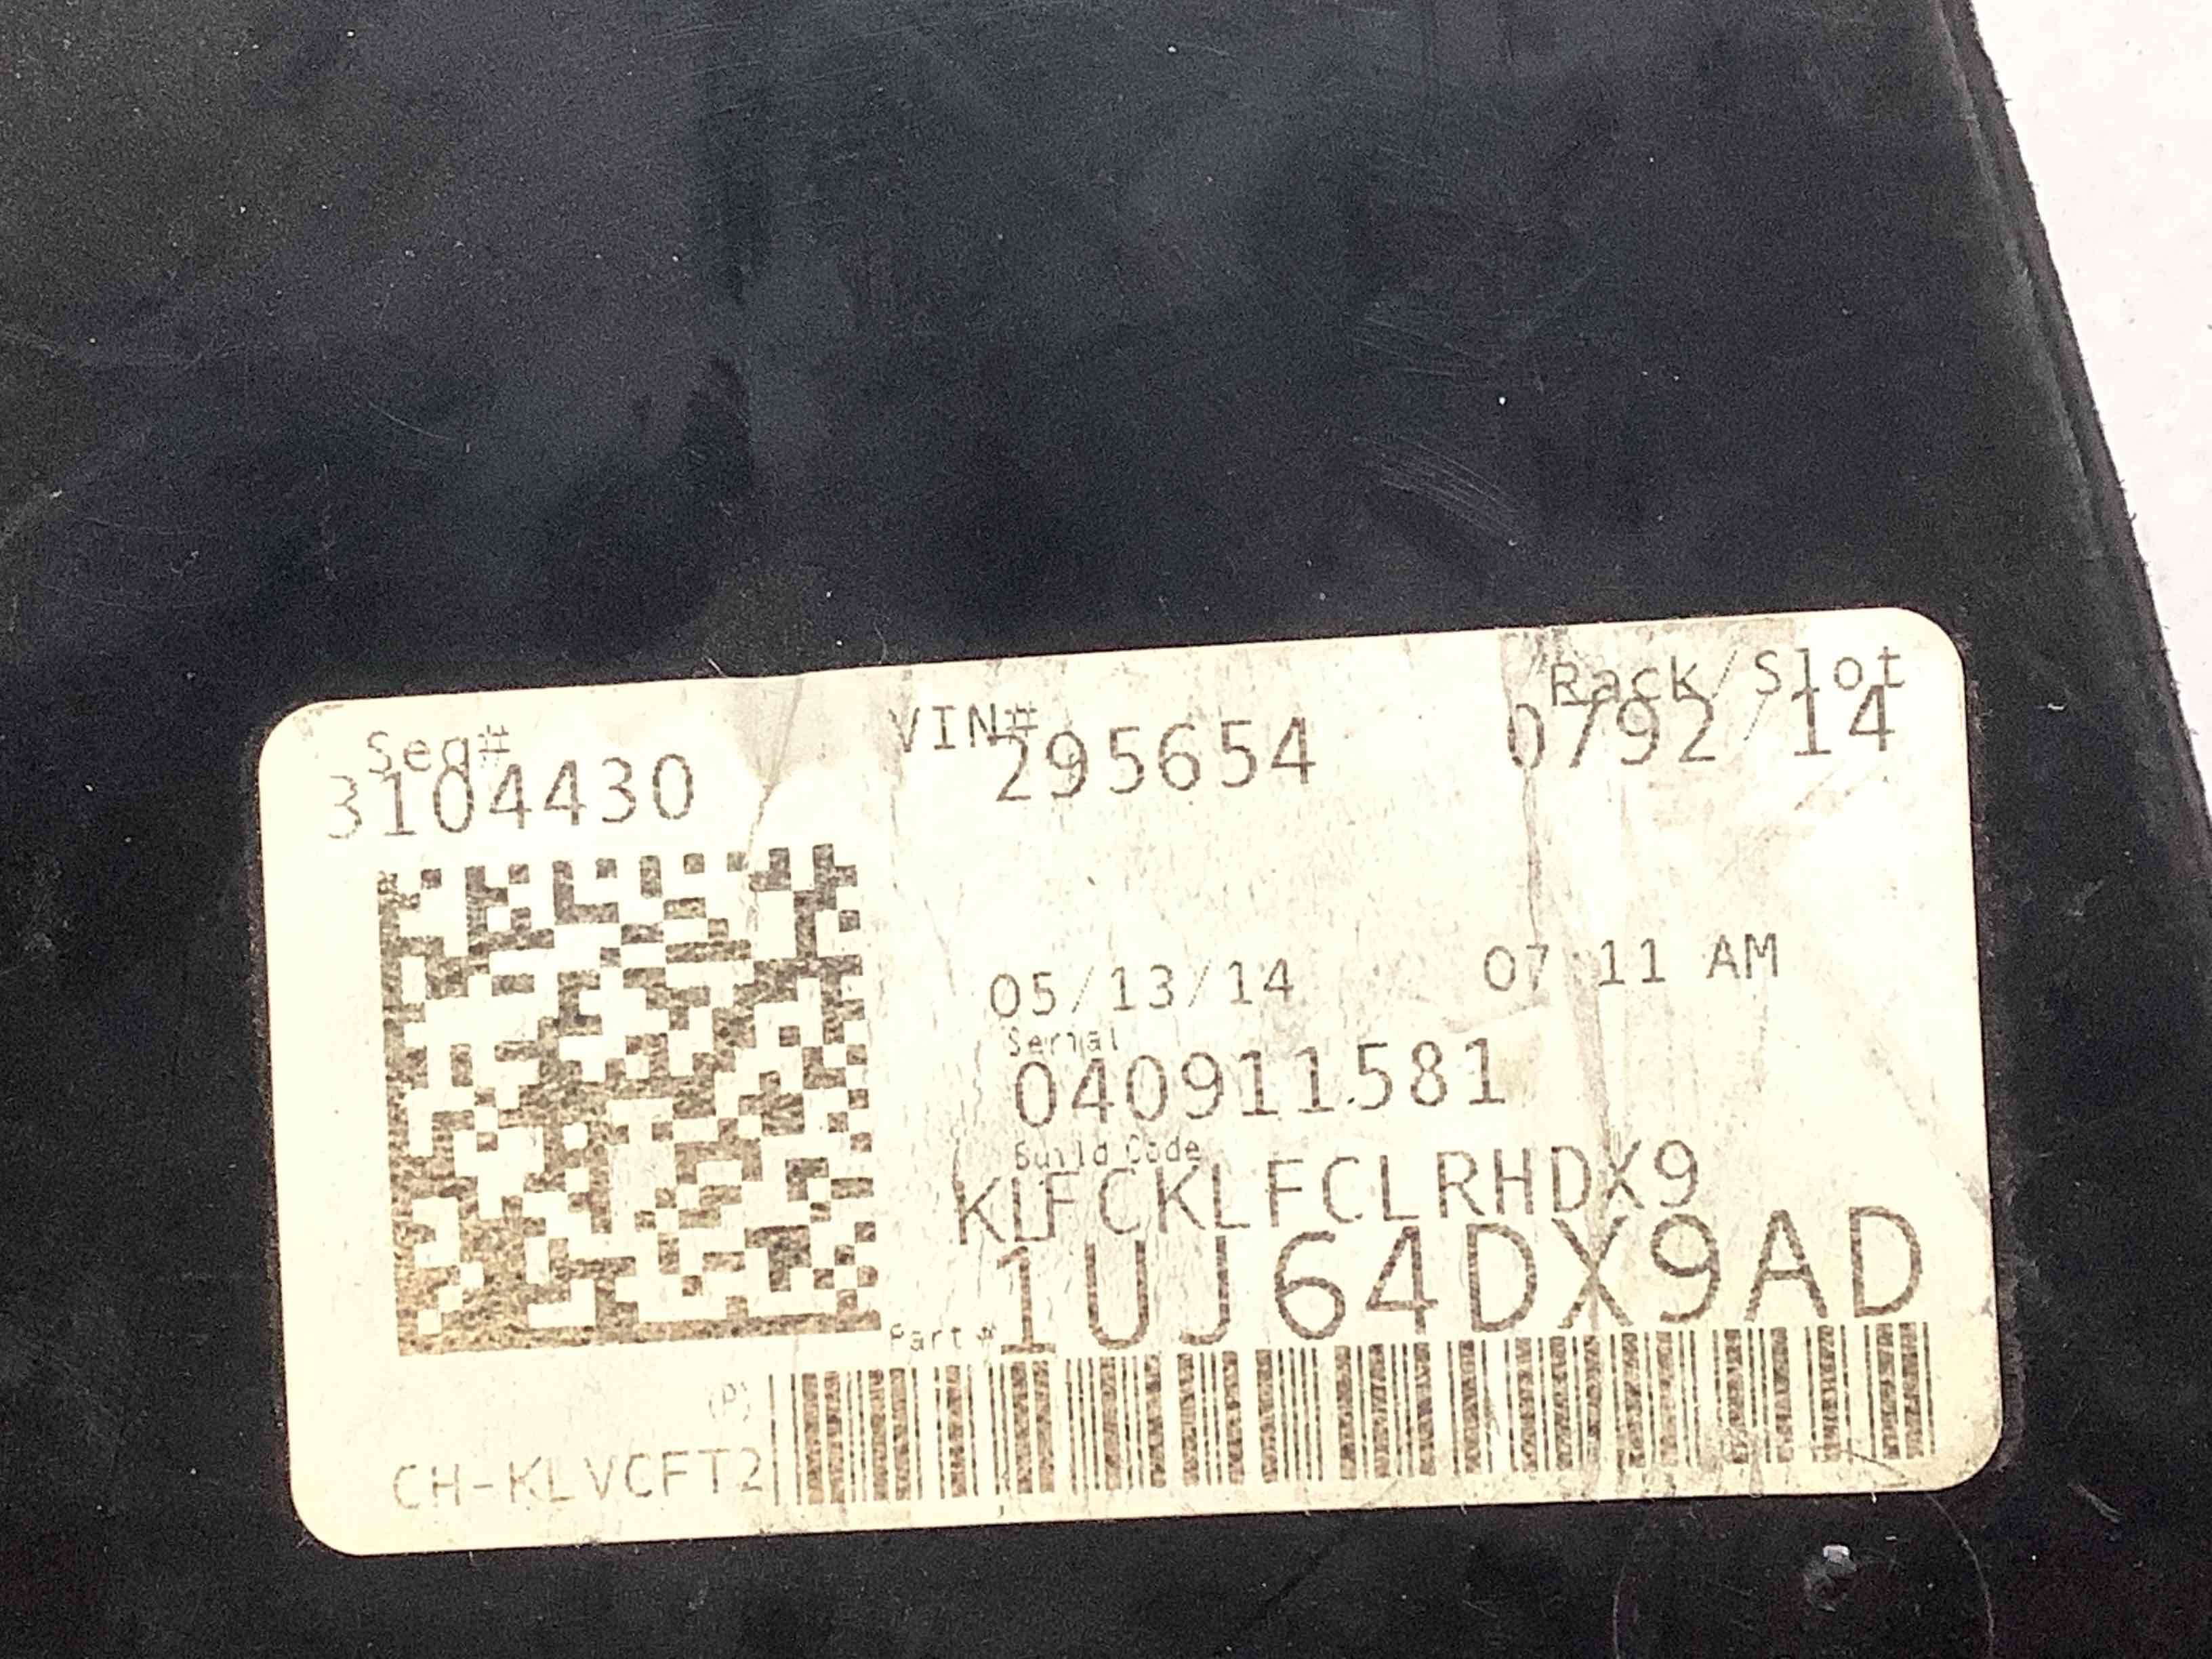 Seq# VIN# Rack/Slot
3104430 295654 0792/14
05/13/14 07:11 AM
Serial
040911581
Build Code
KLFCKLFCLRHDX9
Part # 1UJ64DX9AD
(P)
CH-KLVCFT2